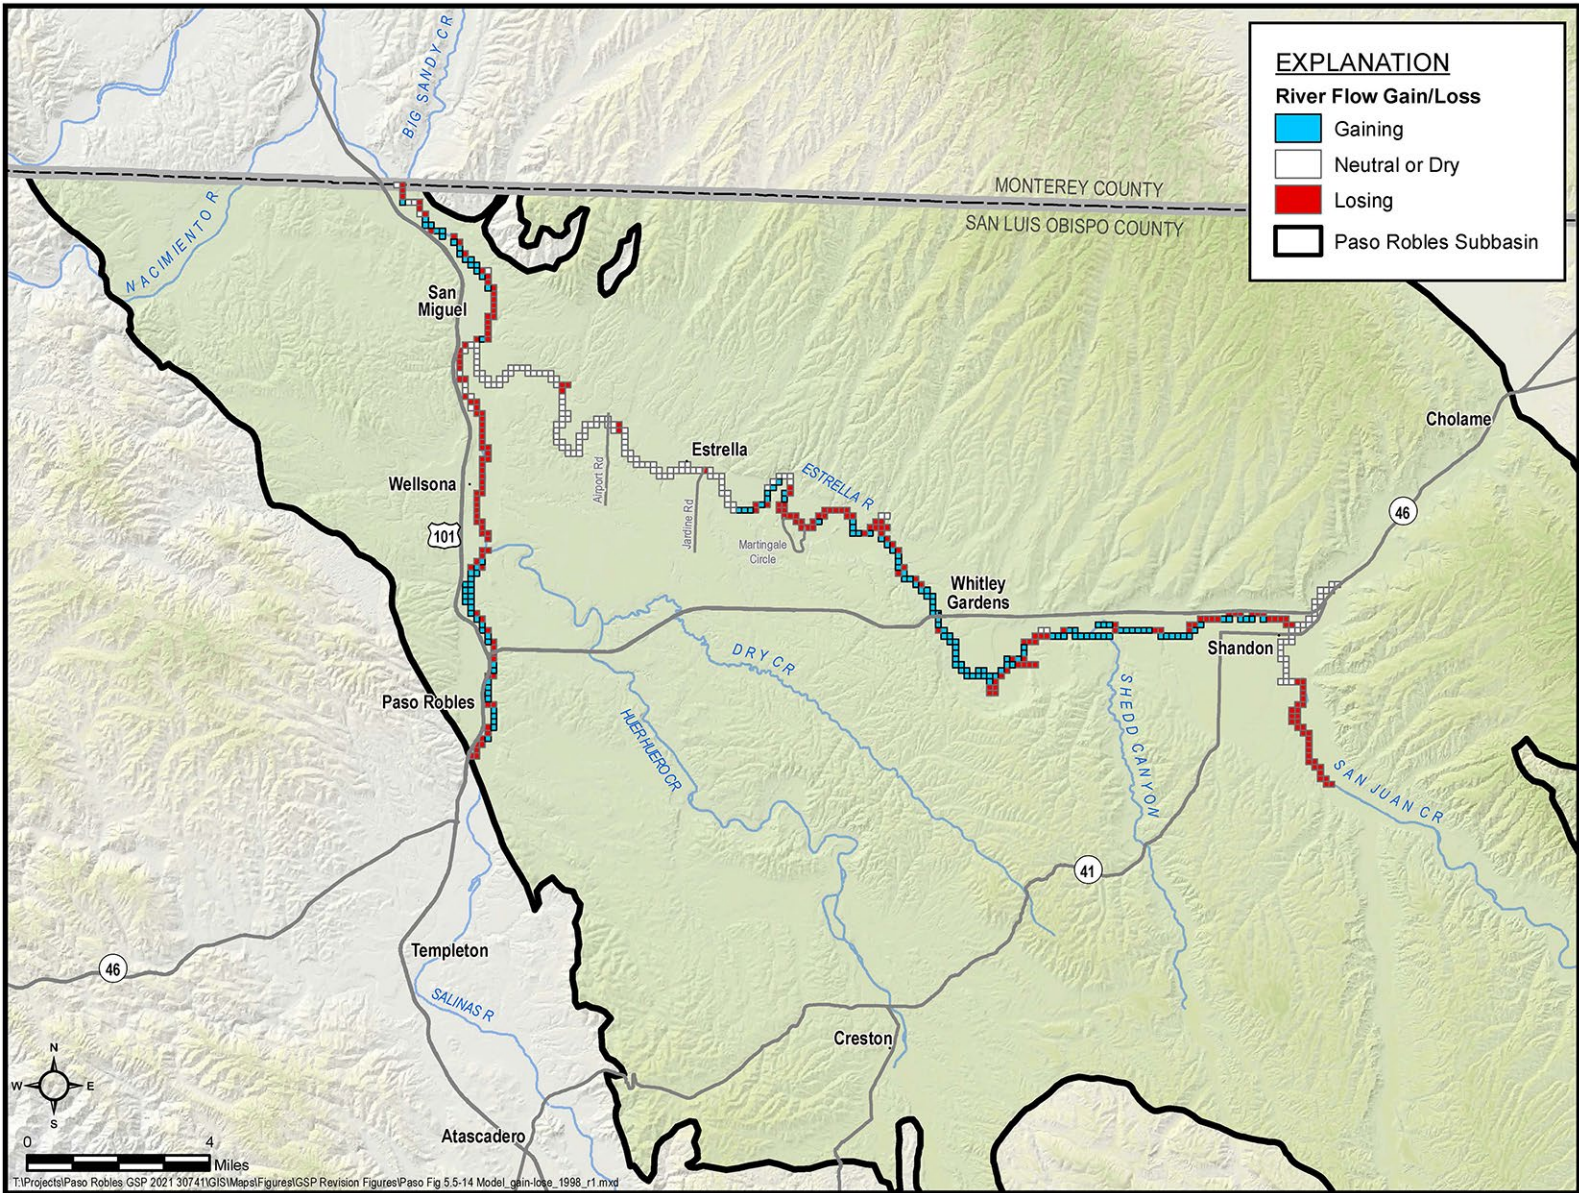 EXPLANATION
River Flow Gain/Loss
Gaining
Neutral or Dry
Losing
Paso Robles Subbasin
BIG SANDY CR
MONTEREY COUNTY
SAN LUIS OBISPO COUNTY
NACIMIENTO R
San
Miguel
Cholame
Estrella
ESTRELLA R
Airport Rd
Wellsona
Jardine Rd
46
101
Martingale
Circle
Whitley
Gardens
Shandon
DRY CR
SHEDD CANYON
Paso Robles
HUERHUERO CR
SAN JUAN CR
41
Templeton
46
SALINAS R
Creston
N
W
E
S
Atascadero
0
4
Miles
T:\Projects\Paso Robles GSP 2021 30741\GIS\Maps\Figures\GSP Revision Figures\Paso Fig 5.5-14 Model_gain-lose_1998_r1.mxd